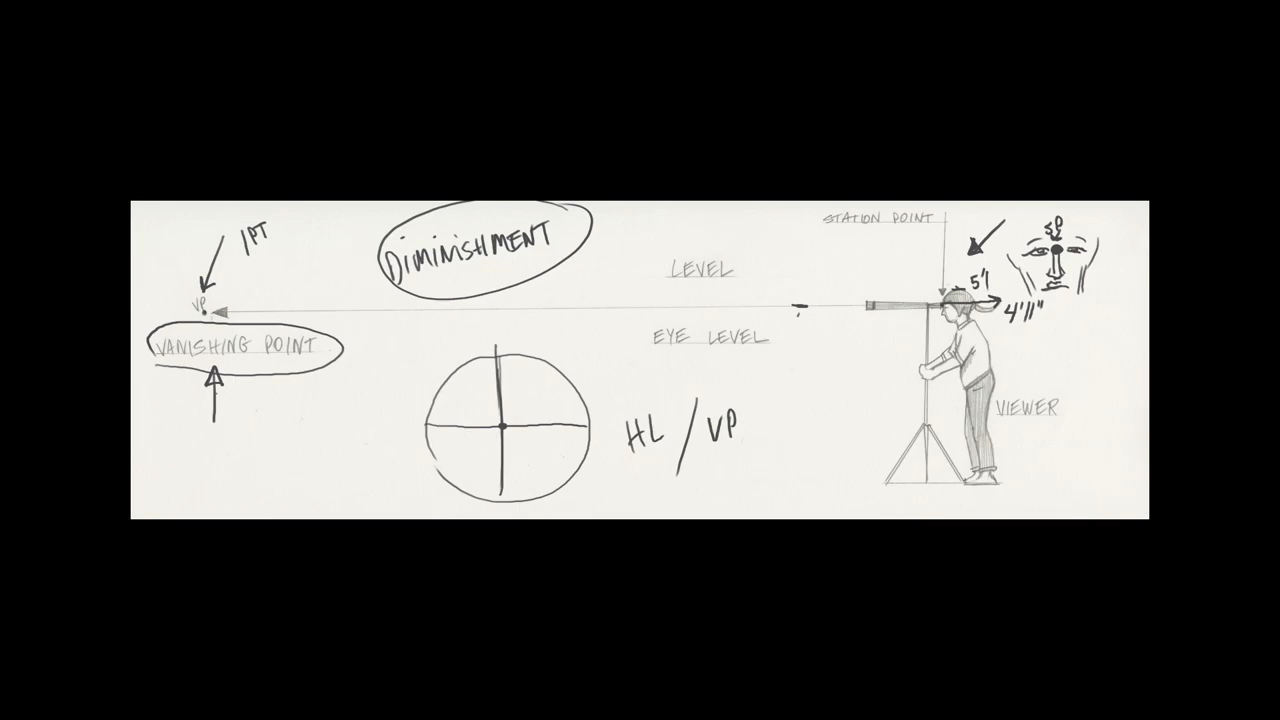 1PT
DiminishMENT
STATION POINT
SP
LEVEL
5'1
4'11"
VP
VANISHING POINT
EYE LEVEL
HL / VP
VIEWER